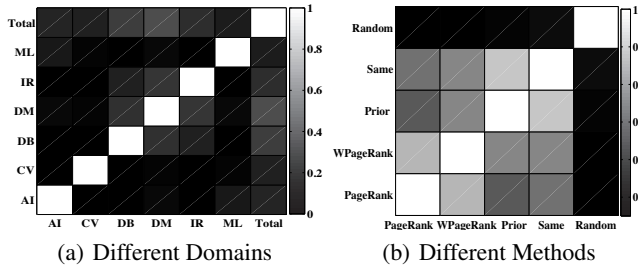 Total
ML
IR
DM
DB
CV
AI
AI CV DB DM IR ML Total
1
0.8
0.6
0.4
0.2
0
(a) Different Domains
Random
Same
Prior
WPageRank
PageRank
PageRank WPageRank Prior Same Random
(b) Different Methods